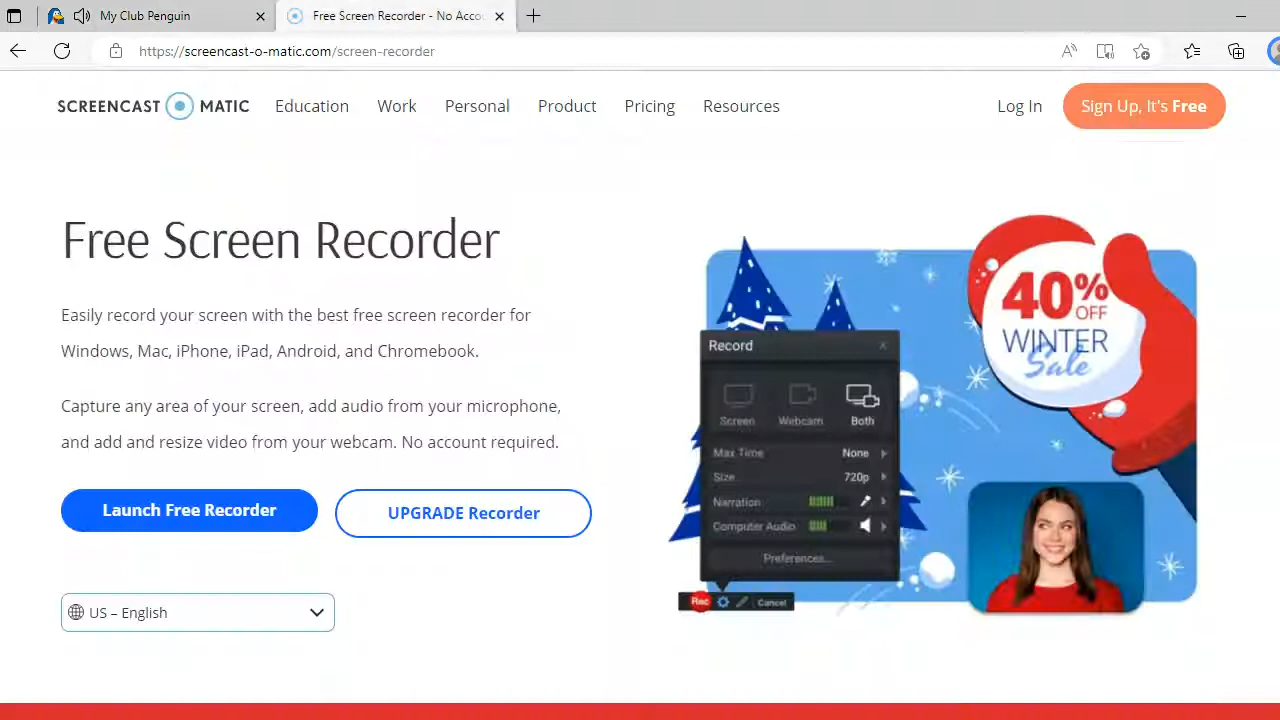 My Club Penguin
Free Screen Recorder - No Acco
https://screencast-o-matic.com/screen-recorder
SCREENCAST MATIC
Education
Work
Personal
Product
Pricing
Resources
Log In
Sign Up, It's Free
Free Screen Recorder
Easily record your screen with the best free screen recorder for
Windows, Mac, iPhone, iPad, Android, and Chromebook.
Capture any area of your screen, add audio from your microphone,
and add and resize video from your webcam. No account required.
Launch Free Recorder
UPGRADE Recorder
US – English
40%
OFF
WINTER
Sale
Record
Screen
Webcam
Both
Max Time None
Size 720p
Narration
Computer Audio
Preferences...
Rec
Cancel